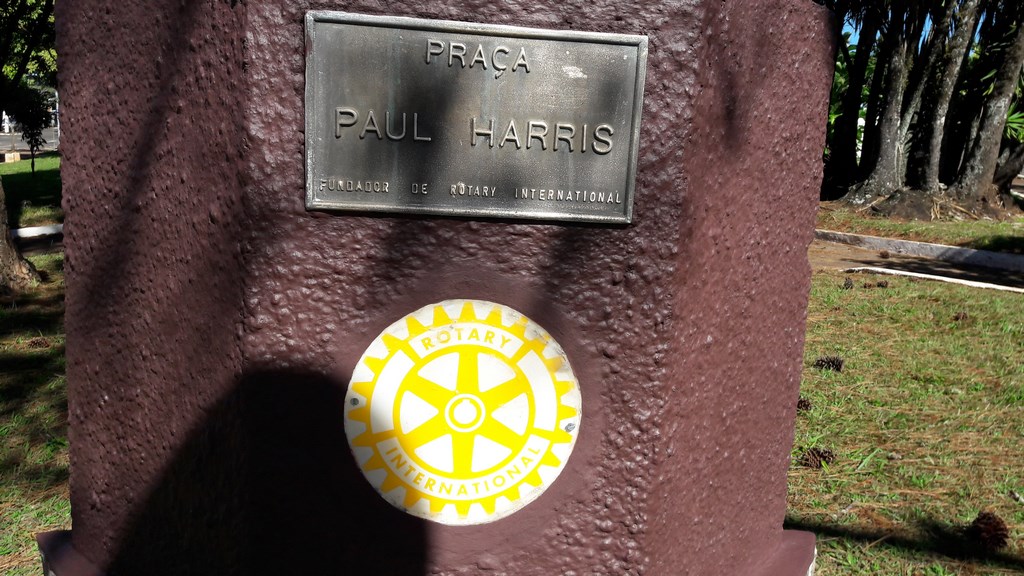 PRAÇA
PAUL HARRIS
FUNDADOR DE ROTARY INTERNATIONAL
ROTARY
INTERNATIONAL